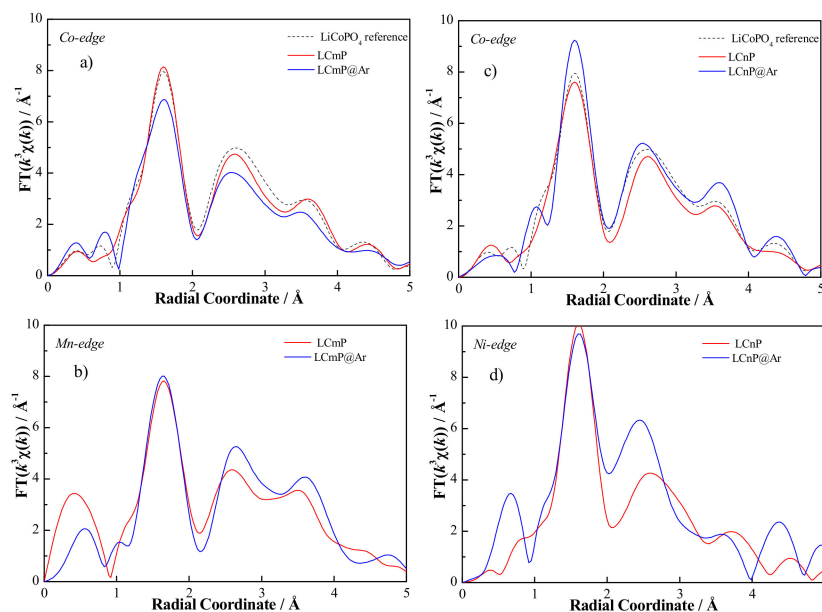 Co-edge
a)
LiCoPO4 reference
LCmP
LCmP@Ar
10
8
6
4
2
0
0 1 2 3 4 5
FT(k³χ(k)) / Å⁻¹
Radial Coordinate / Å
Co-edge
c)
LiCoPO4 reference
LCnP
LCnP@Ar
10
8
6
4
2
0
0 1 2 3 4 5
FT(k³χ(k)) / Å⁻¹
Radial Coordinate / Å
Mn-edge
b)
LCmP
LCmP@Ar
10
8
6
4
2
0
0 1 2 3 4 5
FT(k³χ(k)) / Å⁻¹
Radial Coordinate / Å
Ni-edge
d)
LCnP
LCnP@Ar
10
8
6
4
2
0
0 1 2 3 4
FT(k³χ(k)) / Å⁻¹
Radial Coordinate / Å